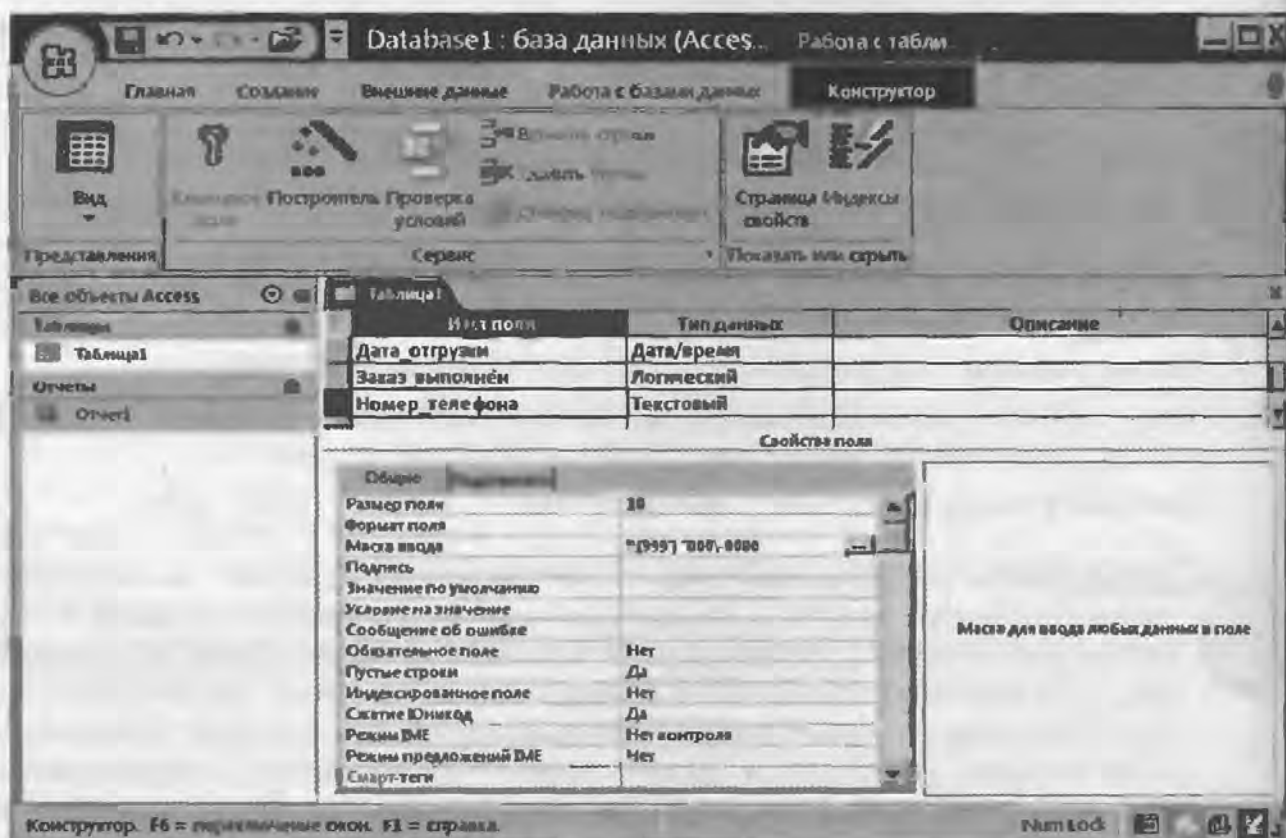 Database1 : база данных (Acces... Работа с табли...
Главная Создание Внешние данные Работа с базами данных Конструктор
Вид
Построитель Проверка условий
Страница свойств Индексы
Представления Сервис Показать или скрыть
Все объекты Access
Таблица1
Таблицы
Таблица1
Отчеты
Отчет1
Имя поля Тип данных Описание
Дата_отгрузки Дата/время
Заказ_выполнен Логический
Номер_телефона Текстовый
Свойства поля
Общие
Размер поля
Формат поля
Маска ввода
Подпись
Значение по умолчанию
Условие на значение
Сообщение об ошибке
Обязательное поле Нет
Пустые строки Да
Индексированное поле Нет
Сжатие Юникод Да
Режим IME Нет контроля
Режим предложений IME Нет
Смарт-теги
Маска для ввода любых данных в поле
Конструктор. F6 = переключение окон. F1 = справка. Num Lock